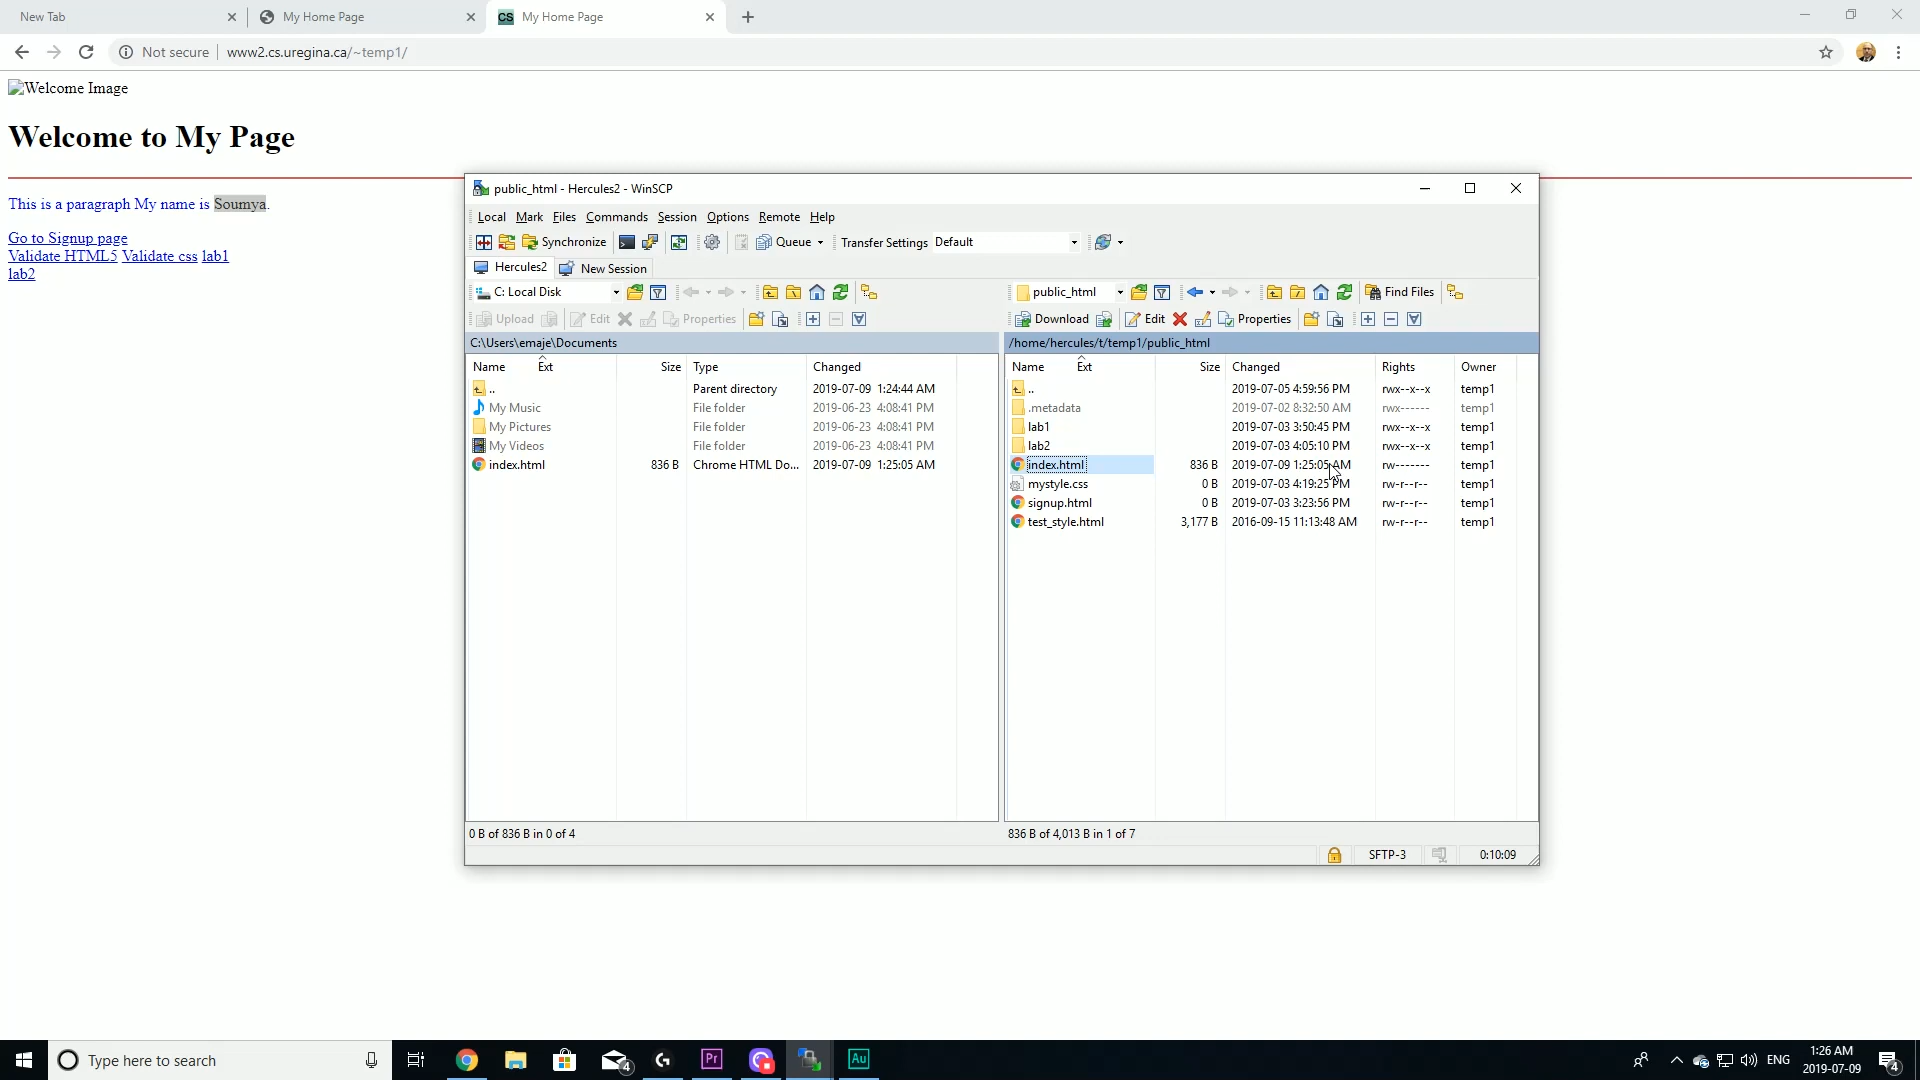 New Tab
My Home Page
CS My Home Page
Not secure www2.cs.uregina.ca/~temp1/
Welcome Image
Welcome to My Page
This is a paragraph My name is Soumya.
Go to Signup page
Validate HTML5 Validate css lab1
lab2
public_html - Hercules2 - WinSCP
Local Mark Files Commands Session Options Remote Help
Synchronize Queue Transfer Settings Default
Hercules2 New Session
C: Local Disk
Upload Edit Properties
C:\Users\emaje\Documents
Name Ext Size Type Changed
.. Parent directory 2019-07-09 1:24:44 AM
My Music File folder 2019-06-23 4:08:41 PM
My Pictures File folder 2019-06-23 4:08:41 PM
My Videos File folder 2019-06-23 4:08:41 PM
index.html 836 B Chrome HTML Do... 2019-07-09 1:25:05 AM
0 B of 836 B in 0 of 4
public_html Find Files
Download Edit Properties
/home/hercules/t/temp1/public_html
Name Ext Size Changed Rights Owner
.. 2019-07-05 4:59:56 PM rwx--x--x temp1
.metadata 2019-07-02 8:32:50 AM rwx------ temp1
lab1 2019-07-03 3:50:45 PM rwx--x--x temp1
lab2 2019-07-03 4:05:10 PM rwx--x--x temp1
index.html 836 B 2019-07-09 1:25:05 AM rw------- temp1
mystyle.css 0 B 2019-07-03 4:19:25 PM rw-r--r-- temp1
signup.html 0 B 2019-07-03 3:23:56 PM rw-r--r-- temp1
test_style.html 3,177 B 2016-09-15 11:13:48 AM rw-r--r-- temp1
836 B of 4,013 B in 1 of 7
SFTP-3 0:10:09
Type here to search
4
Pr
Au
ENG
1:26 AM
2019-07-09
4